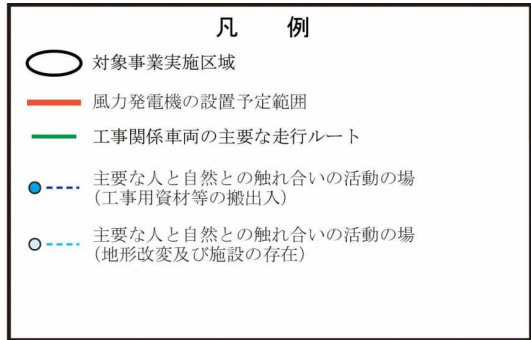 凡　例
対象事業実施区域
風力発電機の設置予定範囲
工事関係車両の主要な走行ルート
主要な人と自然との触れ合いの活動の場
(工事用資材等の搬出入)
主要な人と自然との触れ合いの活動の場
(地形改変及び施設の存在)